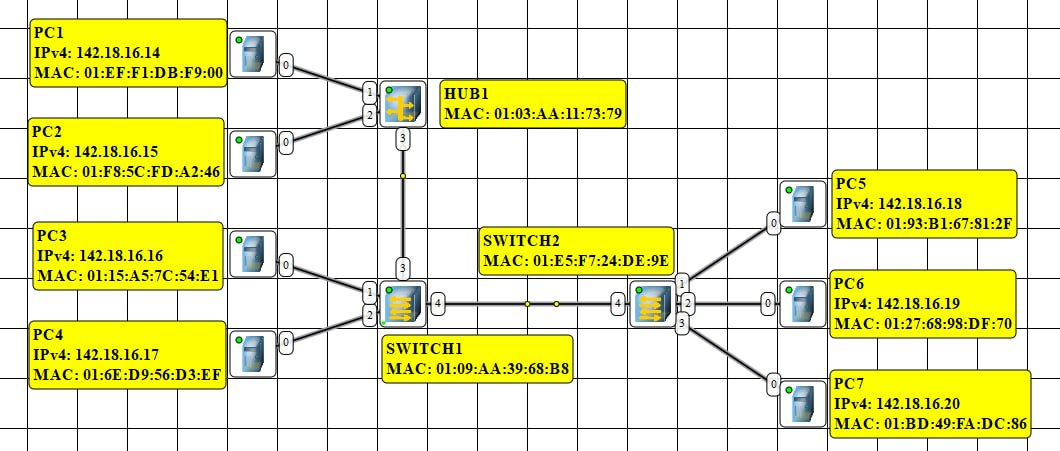 PC1
IPv4: 142.18.16.14
MAC: 01:EF:F1:DB:F9:00
0
1
HUB1
MAC: 01:03:AA:11:73:79
2
3
PC2
IPv4: 142.18.16.15
MAC: 01:F8:5C:FD:A2:46
0
PC3
IPv4: 142.18.16.16
MAC: 01:15:A5:7C:54:E1
0
3
1
2
4
PC4
IPv4: 142.18.16.17
MAC: 01:6E:D9:56:D3:EF
0
SWITCH1
MAC: 01:09:AA:39:68:B8
SWITCH2
MAC: 01:E5:F7:24:DE:9E
4
1
2
3
PC5
IPv4: 142.18.16.18
MAC: 01:93:B1:67:81:2F
0
PC6
IPv4: 142.18.16.19
MAC: 01:27:68:98:DF:70
0
PC7
IPv4: 142.18.16.20
MAC: 01:BD:49:FA:DC:86
0